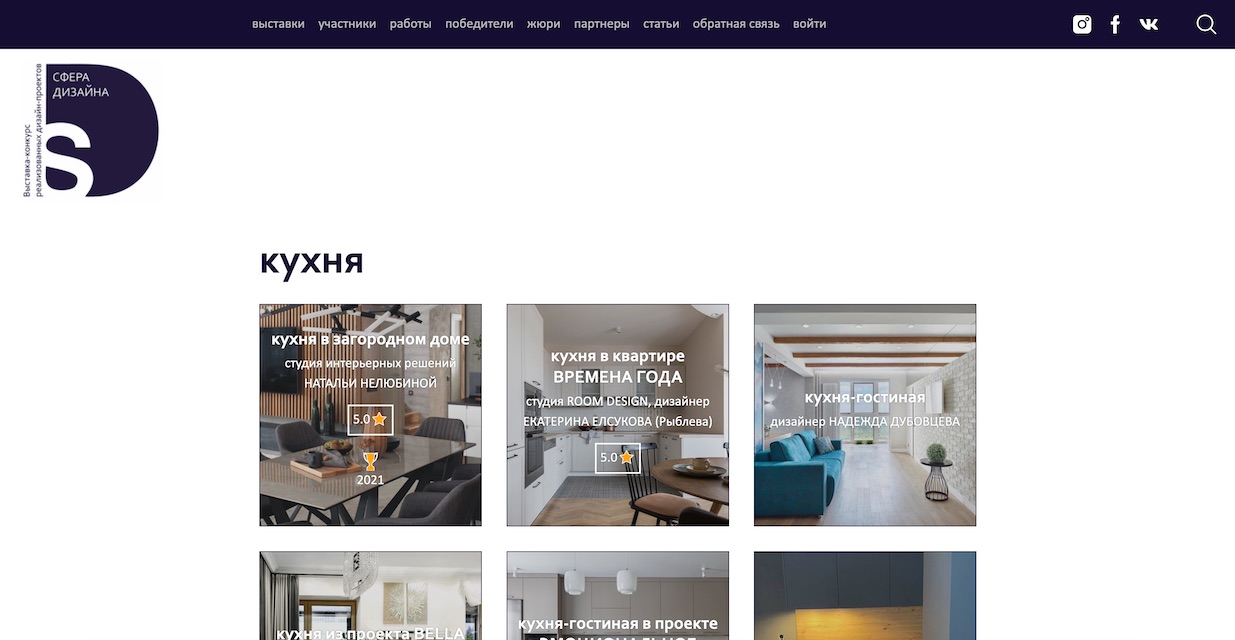 выставки участники работы победители жюри партнеры статьи обратная связь войти
СФЕРА
ДИЗАЙНА
Выставка-конкурс
реализованных дизайн-проектов
кухня
кухня в загородном доме
студия интерьерных решений
НАТАЛЬИ НЕЛЮБИНОЙ
5.0
2021
кухня в квартире
ВРЕМЕНА ГОДА
студия ROOM DESIGN, дизайнер
ЕКАТЕРИНА ЕЛСУКОВА (Рыблева)
5.0
кухня-гостиная
дизайнер НАДЕЖДА ДУБОВЦЕВА
кухня из проекта BELLA
кухня-гостиная в проекте
ЭМОЦИОНАЛЬНОЕ